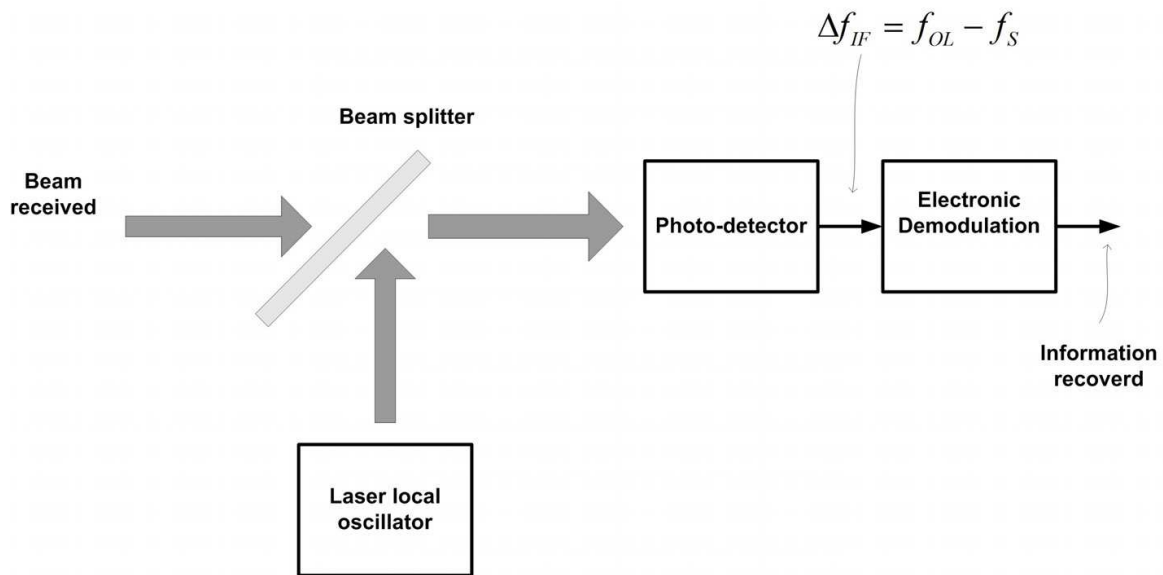 Δf_IF = f_OL − f_S
Beam splitter
Beam
received
Photo-detector
Electronic
Demodulation
Information
recoverd
Laser local
oscillator